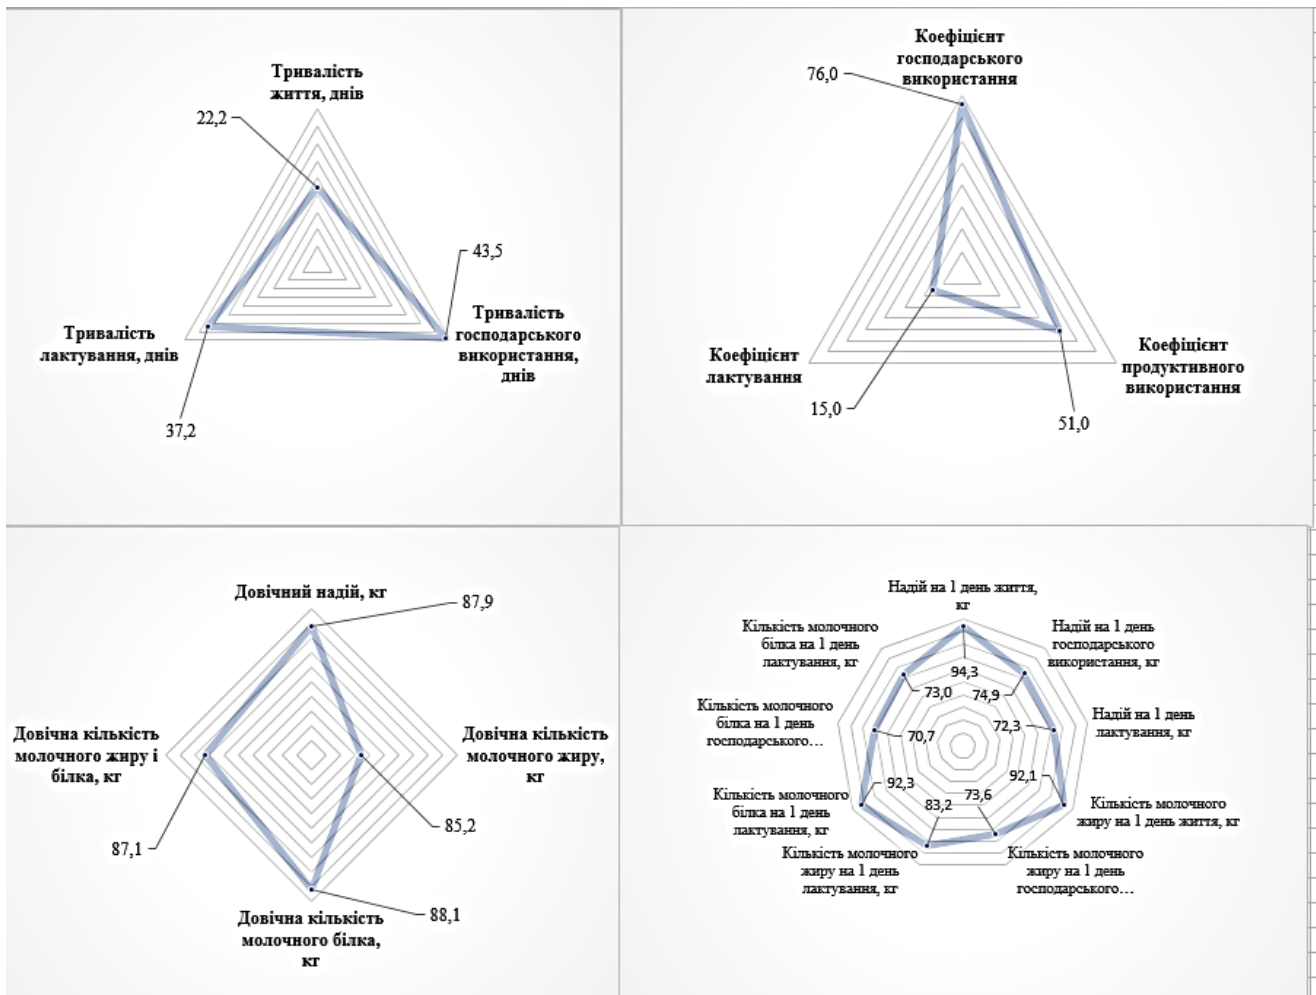 Тривалість
життя, днів
22,2
43,5
Тривалість
господарського
використання,
днів
Тривалість
лактування, днів
37,2
Коефіцієнт
господарського
використання
76,0
Коефіцієнт
продуктивного
використання
51,0
Коефіцієнт
лактування
15,0
Довічний надій, кг
87,9
Довічна кількість
молочного жиру,
кг
85,2
Довічна кількість
молочного білка,
кг
88,1
Довічна кількість
молочного жиру і
білка, кг
87,1
Надій на 1 день життя,
кг
94,3
Надій на 1 день
господарського
використання, кг
74,9
Надій на 1 день
лактування, кг
72,3
Кількість молочного
жиру на 1 день життя, кг
92,1
Кількість молочного
жиру на 1 день
господарського…
73,6
Кількість молочного
жиру на 1 день
лактування, кг
83,2
Кількість молочного
білка на 1 день
лактування, кг
92,3
Кількість молочного
білка на 1 день
господарського…
70,7
Кількість молочного
білка на 1 день
лактування, кг
73,0